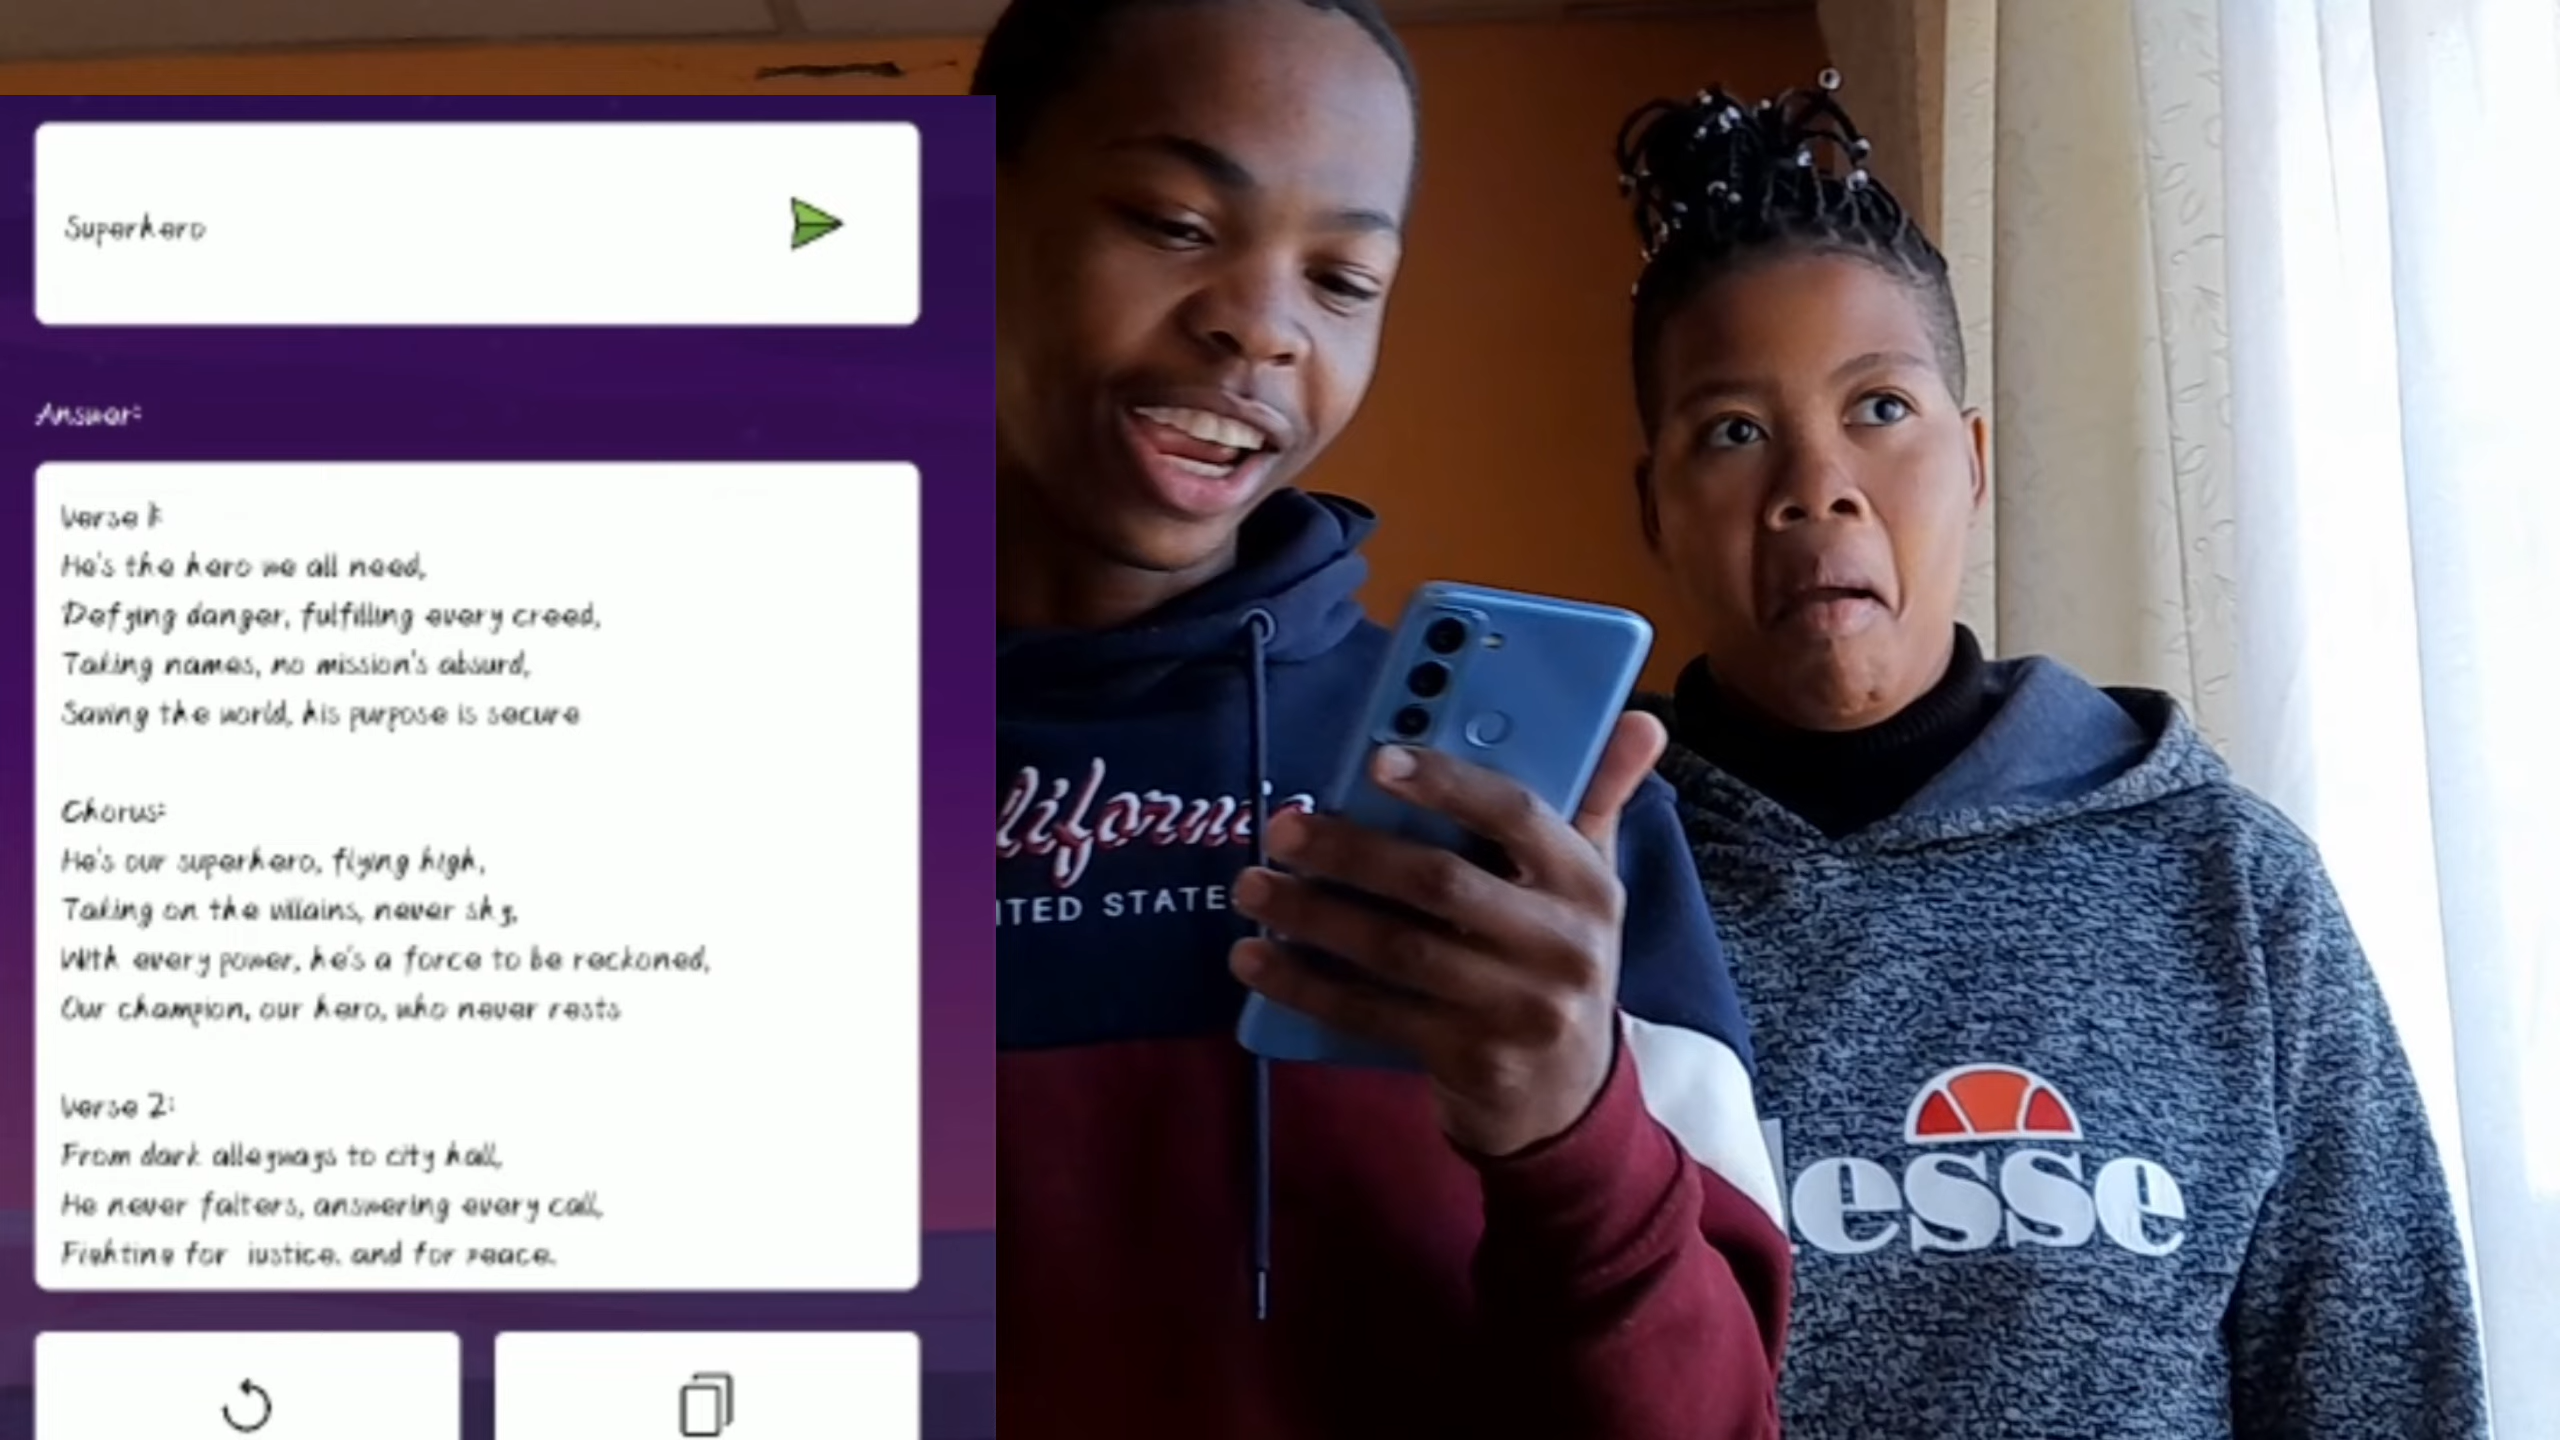 Superhero
Answer:
Verse 1:
He's the hero we all need,
Defying danger, fulfilling every creed,
Taking names, no mission's absurd,
Saving the world, his purpose is secure
Chorus:
He's our superhero, flying high,
Taking on the villains, never shy,
With every power, he's a force to be reckoned,
Our champion, our hero, who never rests
Verse 2:
From dark alleyways to city hall,
He never falters, answering every call,
Fighting for justice, and for peace,
lifornia
ITED STATE
lesse